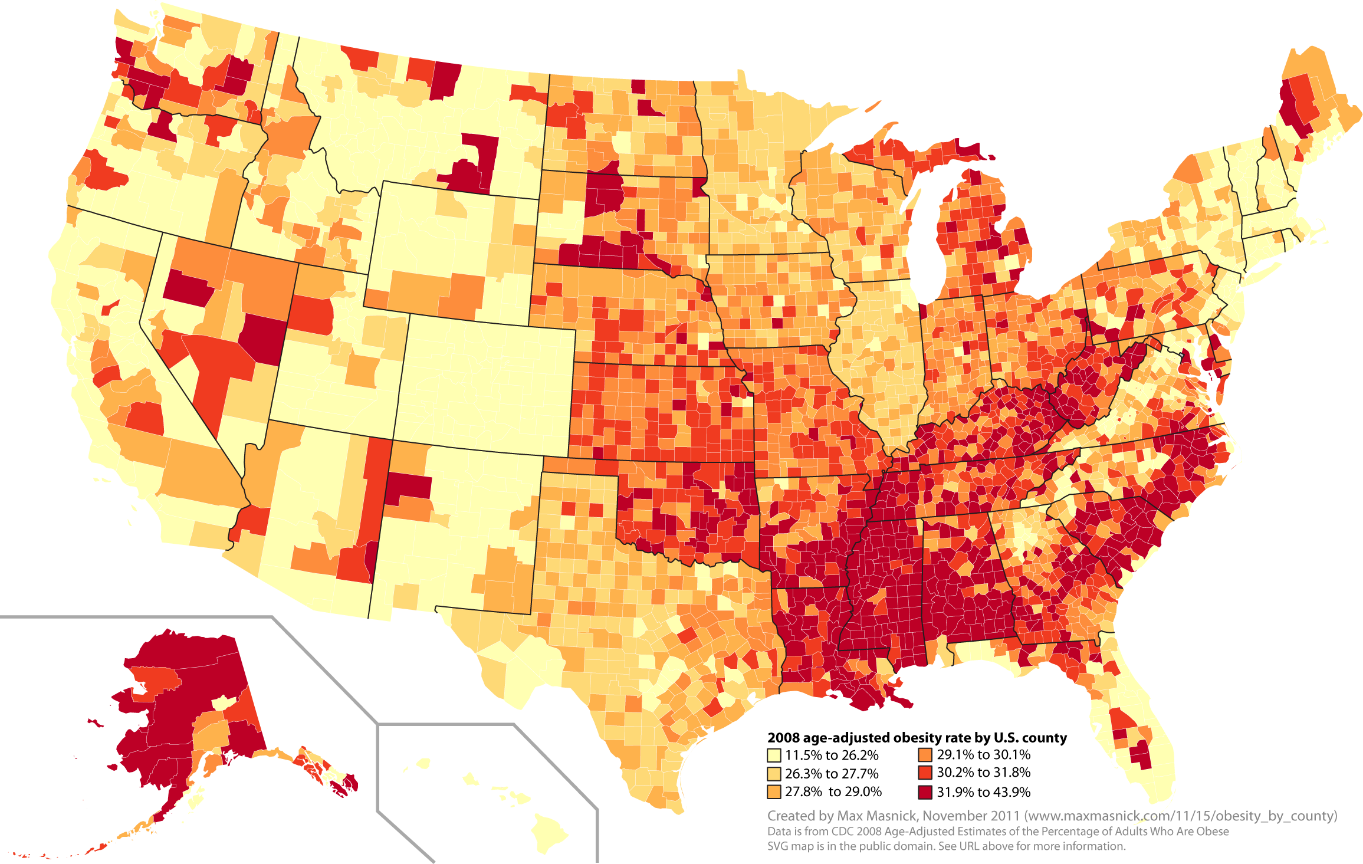 2008 age-adjusted obesity rate by U.S. county
11.5% to 26.2%
26.3% to 27.7%
27.8%  to 29.0%
29.1% to 30.1%
30.2% to 31.8%
31.9% to 43.9%
Created by Max Masnick, November 2011 (www.maxmasnick.com/11/15/obesity_by_county)
Data is from CDC 2008 Age-Adjusted Estimates of the Percentage of Adults Who Are Obese
SVG map is in the public domain. See URL above for more information.